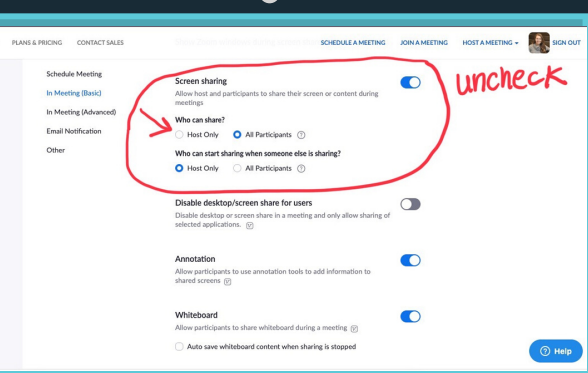 PLANS & PRICING CONTACT SALES SCHEDULE A MEETING JOIN A MEETING HOST A MEETING SIGN OUT
Schedule Meeting
In Meeting (Basic)
In Meeting (Advanced)
Email Notification
Other
Screen sharing
Allow host and participants to share their screen or content during
meetings
Who can share?
Host Only All Participants
Who can start sharing when someone else is sharing?
Host Only All Participants
uncheck
Disable desktop/screen share for users
Disable desktop or screen share in a meeting and only allow sharing of
selected applications.
Annotation
Allow participants to use annotation tools to add information to
shared screens
Whiteboard
Allow participants to share whiteboard during a meeting
Auto save whiteboard content when sharing is stopped
Help